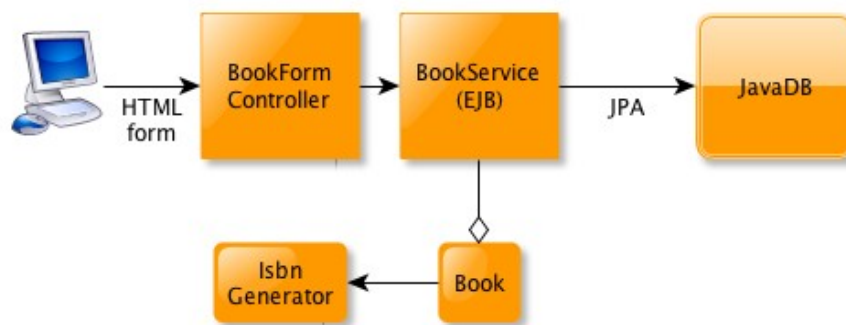 BookForm
Controller
BookService
(EJB)
JavaDB
HTML
form
JPA
Isbn
Generator
Book